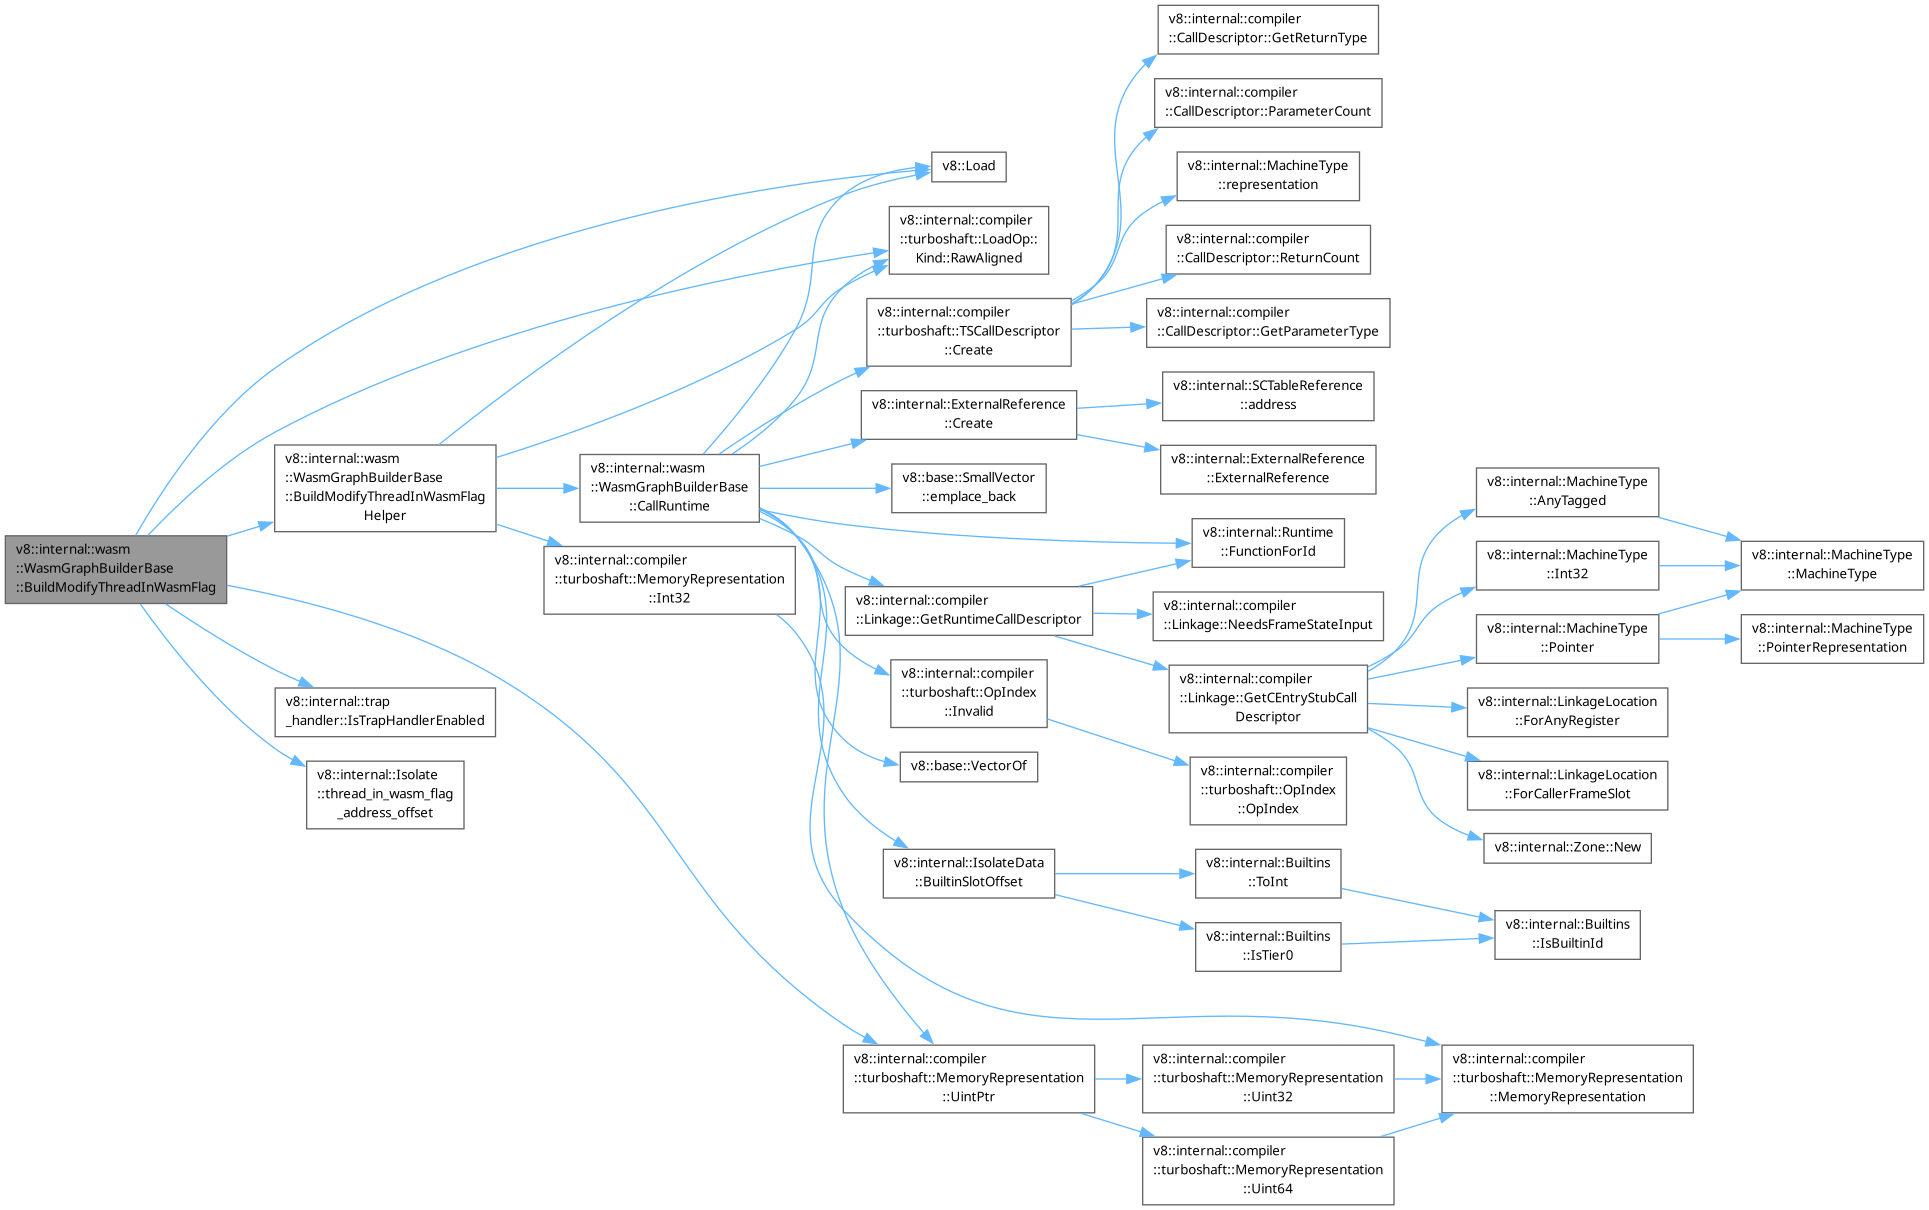 v8::internal::wasm
::WasmGraphBuilderBase
::BuildModifyThreadInWasmFlag
v8::internal::wasm
::WasmGraphBuilderBase
::BuildModifyThreadInWasmFlag
Helper
v8::internal::trap
_handler::IsTrapHandlerEnabled
v8::internal::Isolate
::thread_in_wasm_flag
_address_offset
v8::internal::wasm
::WasmGraphBuilderBase
::CallRuntime
v8::internal::compiler
::turboshaft::MemoryRepresentation
::Int32
v8::Load
v8::internal::compiler
::turboshaft::LoadOp::
Kind::RawAligned
v8::internal::compiler
::turboshaft::TSCallDescriptor
::Create
v8::internal::ExternalReference
::Create
v8::base::SmallVector
::emplace_back
v8::internal::compiler
::Linkage::GetRuntimeCallDescriptor
v8::internal::compiler
::turboshaft::OpIndex
::Invalid
v8::base::VectorOf
v8::internal::IsolateData
::BuiltinSlotOffset
v8::internal::compiler
::turboshaft::MemoryRepresentation
::UintPtr
v8::internal::compiler
::CallDescriptor::GetReturnType
v8::internal::compiler
::CallDescriptor::ParameterCount
v8::internal::MachineType
::representation
v8::internal::compiler
::CallDescriptor::ReturnCount
v8::internal::compiler
::CallDescriptor::GetParameterType
v8::internal::SCTableReference
::address
v8::internal::ExternalReference
::ExternalReference
v8::internal::Runtime
::FunctionForId
v8::internal::compiler
::Linkage::NeedsFrameStateInput
v8::internal::compiler
::Linkage::GetCEntryStubCall
Descriptor
v8::internal::compiler
::turboshaft::OpIndex
::OpIndex
v8::internal::Builtins
::ToInt
v8::internal::Builtins
::IsTier0
v8::internal::compiler
::turboshaft::MemoryRepresentation
::Uint32
v8::internal::compiler
::turboshaft::MemoryRepresentation
::Uint64
v8::internal::MachineType
::AnyTagged
v8::internal::MachineType
::Int32
v8::internal::MachineType
::Pointer
v8::internal::LinkageLocation
::ForAnyRegister
v8::internal::LinkageLocation
::ForCallerFrameSlot
v8::internal::Zone::New
v8::internal::Builtins
::IsBuiltinId
v8::internal::compiler
::turboshaft::MemoryRepresentation
::MemoryRepresentation
v8::internal::MachineType
::MachineType
v8::internal::MachineType
::PointerRepresentation